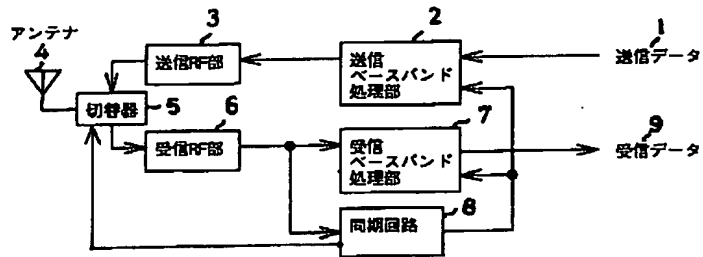 アンテナ
4
3
送信RF部
2
送信
ベースバンド
処理部
1
送信データ
切替器
5
6
受信RF部
7
受信
ベースバンド
処理部
9
受信データ
8
同期回路